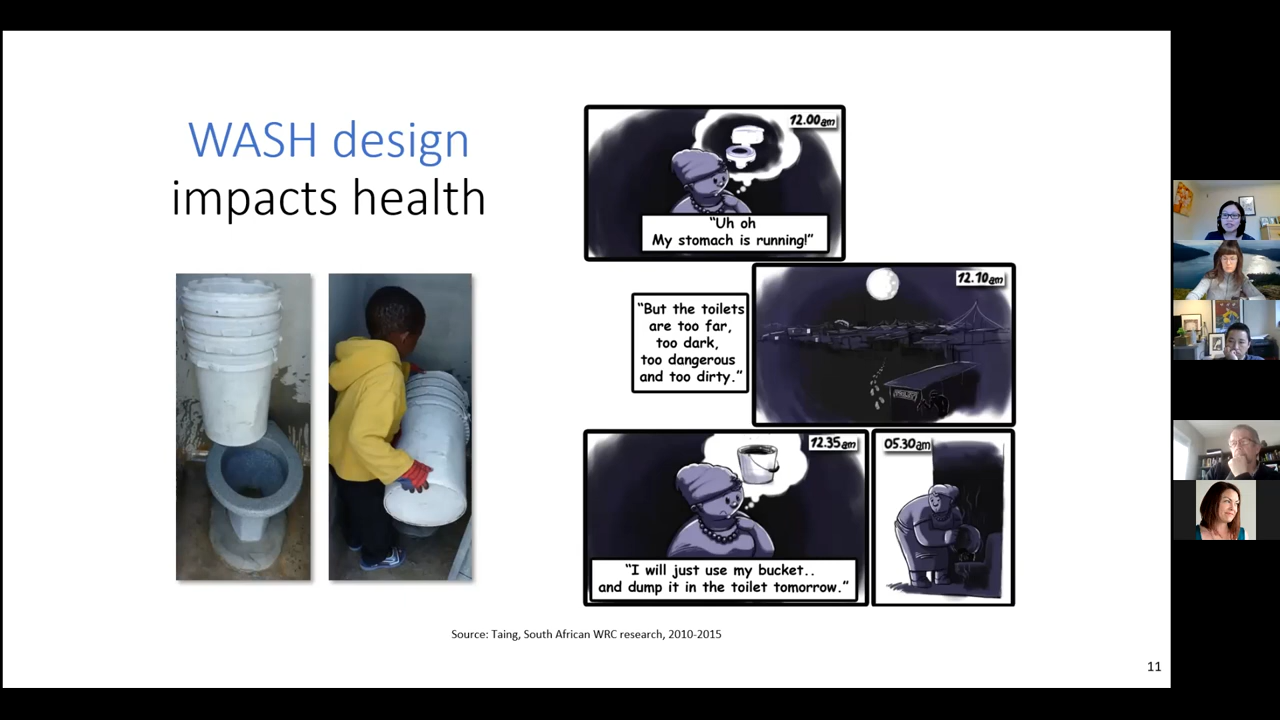 WASH design
impacts health
12.00am
"Uh oh
My stomach is running!"
12.10am
"But the toilets
are too far,
too dark,
too dangerous
and too dirty."
12.35am
"I will just use my bucket..
and dump it in the toilet tomorrow."
05.30am
Source: Taing, South African WRC research, 2010-2015
11